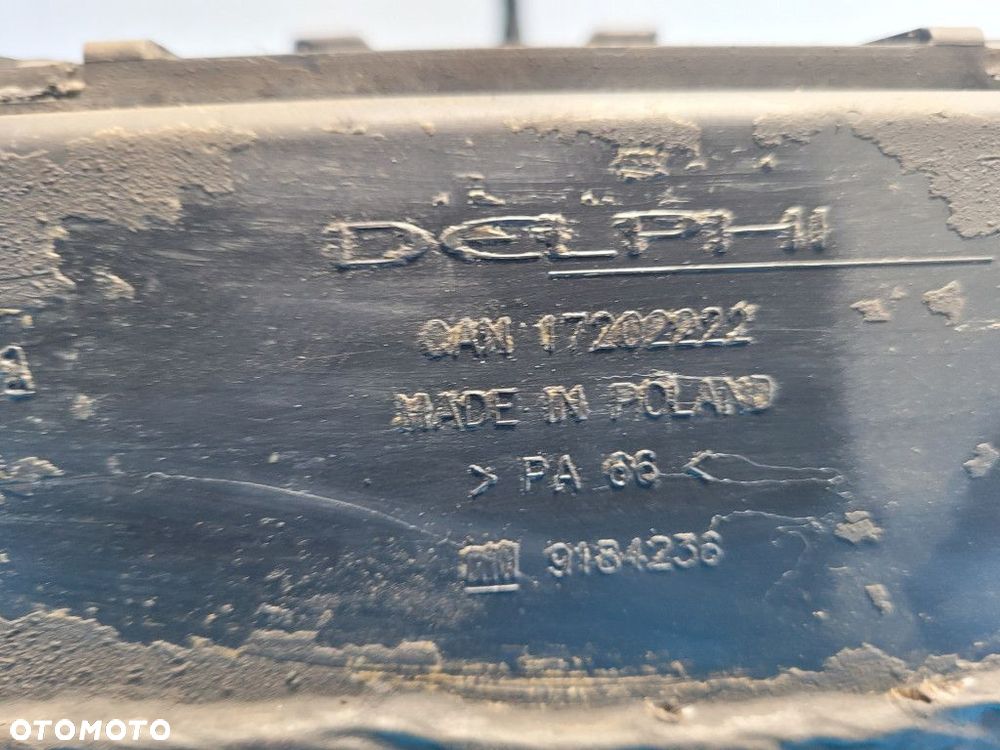 DELPHI
CAN 17202222
MADE IN POLAND
> PA 66 <
GM 9184236
OTOMOTO